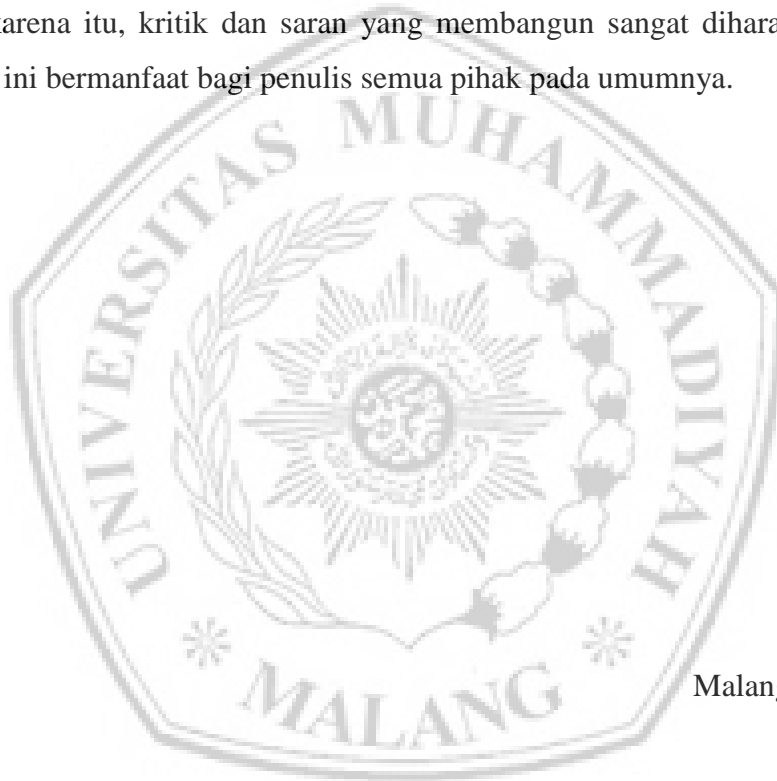 karena itu, kritik dan saran yang membangun sangat dihara
ini bermanfaat bagi penulis semua pihak pada umumnya.
UNIVERSITAS MUHAMMADIYAH
MALANG
Malang